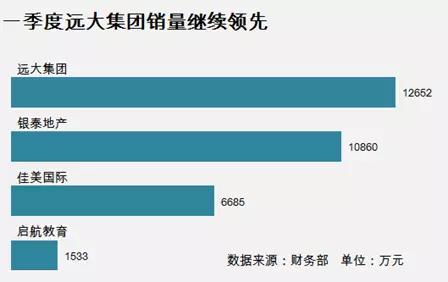 一季度远大集团销量继续领先
远大集团
12652
银泰地产
10860
佳美国际
6685
启航教育
1533
数据来源：财务部 单位：万元